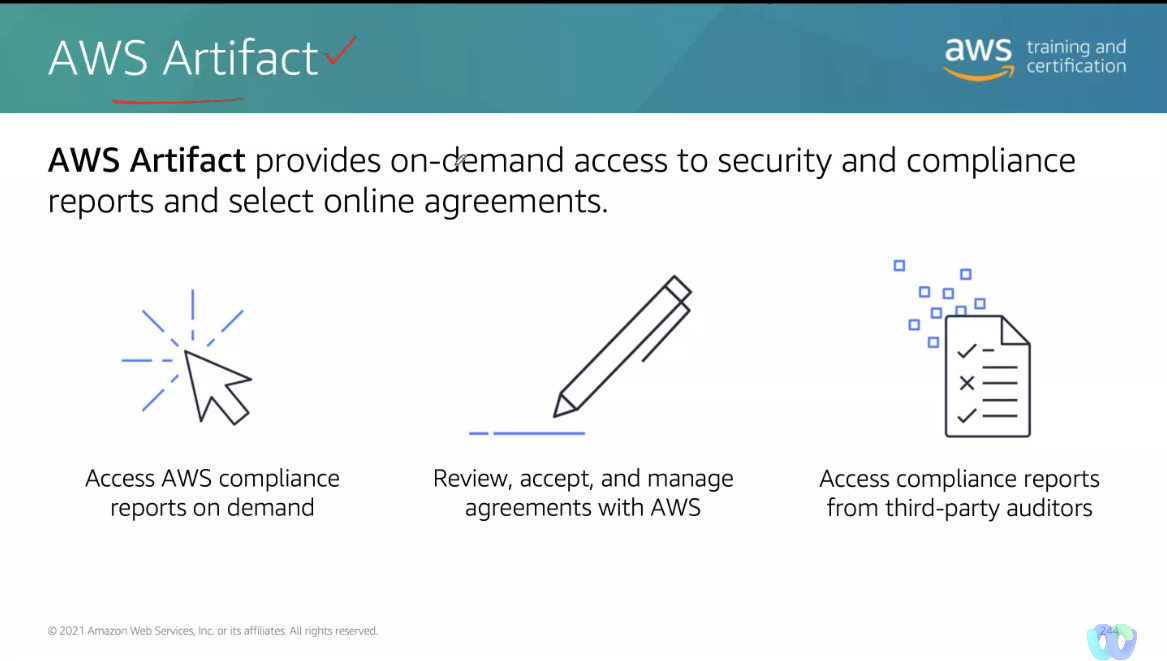 AWS Artifact
aws training and
certification
AWS Artifact provides on-demand access to security and compliance
reports and select online agreements.
Access AWS compliance
reports on demand
Review, accept, and manage
agreements with AWS
Access compliance reports
from third-party auditors
© 2021 Amazon Web Services, Inc. or its affiliates. All rights reserved.
244